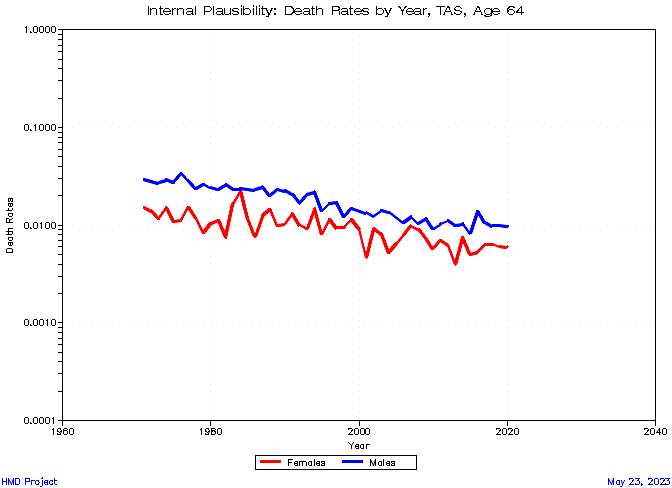 Internal Plausibility: Death Rates by Year, TAS, Age 64
1.0000
0.1000
0.0100
0.0010
0.0001
Death Rates
1960 1980 2000 2020 2040
Year
Females Males
HMD Project
May 23, 2023